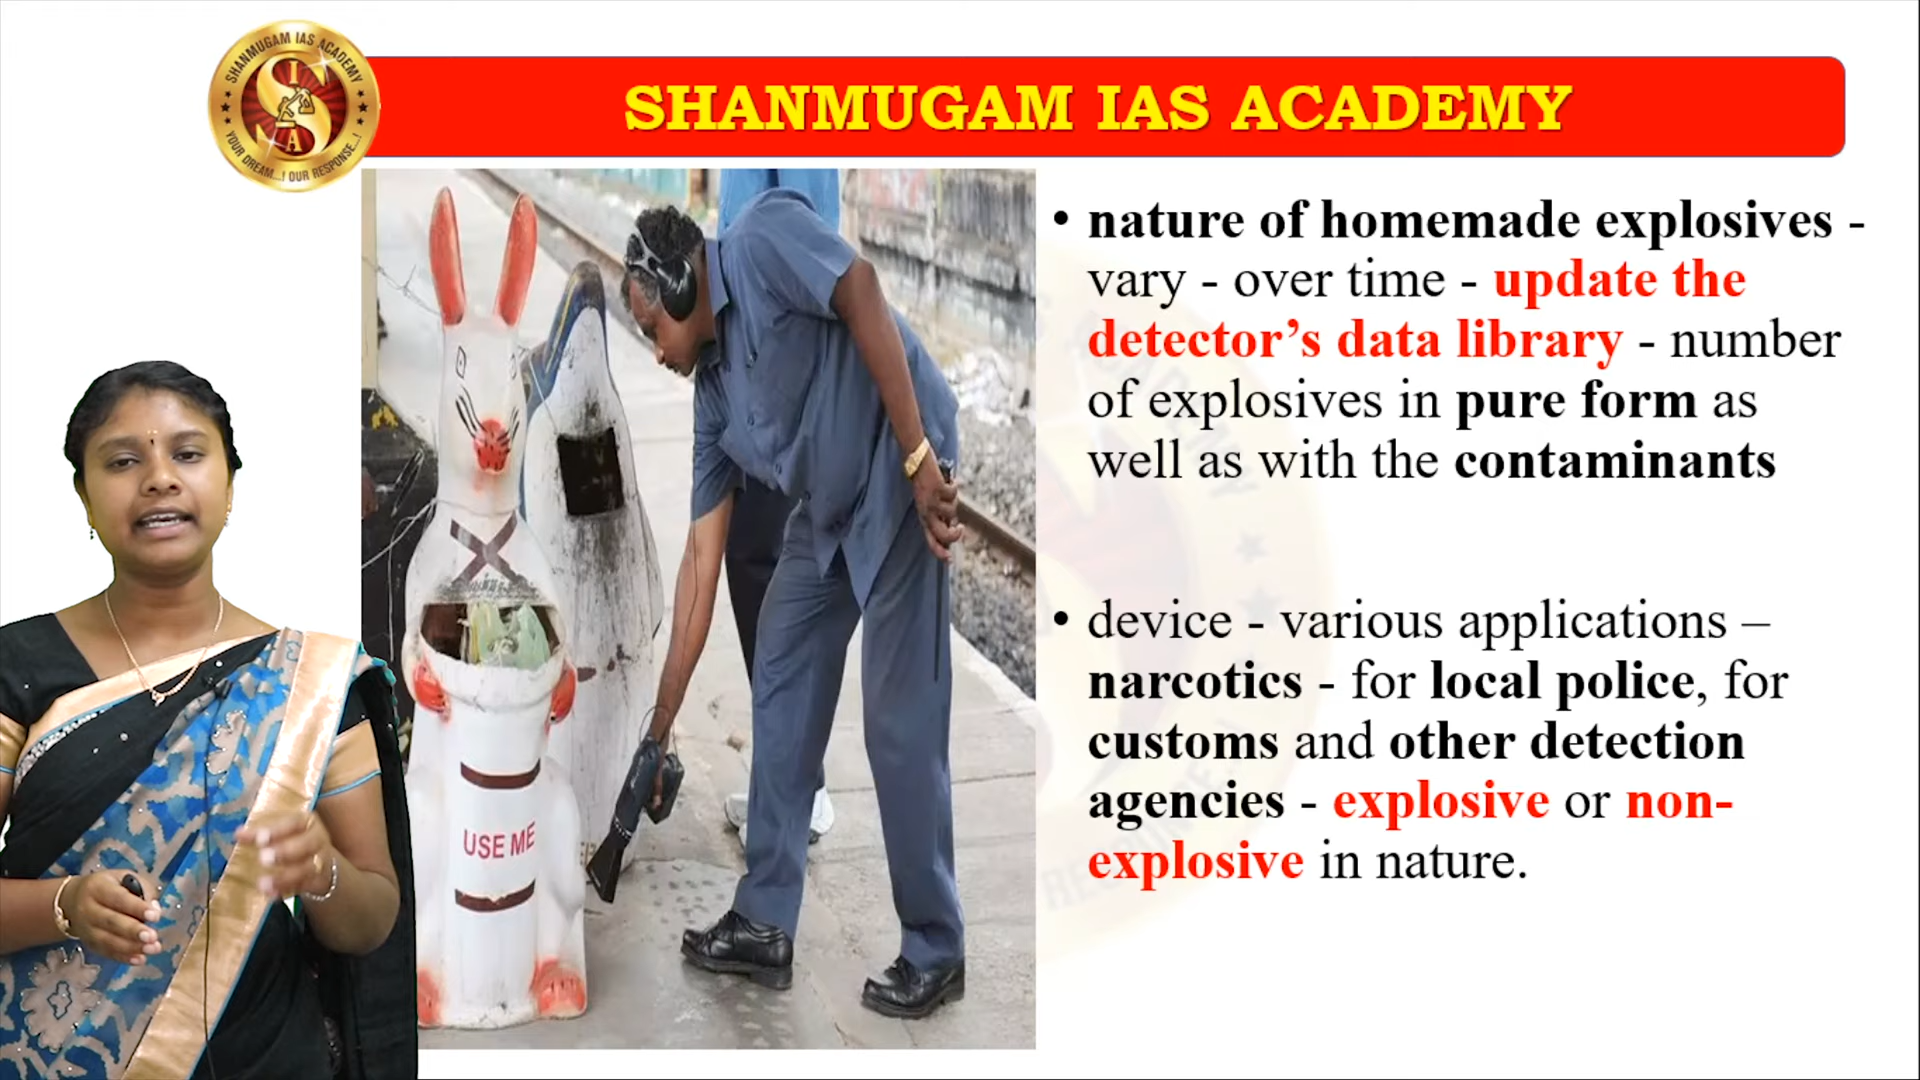 SHANMUGAM IAS ACADEMY
YOUR DREAM...! OUR RESPONSE...!
SIA
SHANMUGAM IAS ACADEMY
• nature of homemade explosives -
vary - over time - update the
detector’s data library - number
of explosives in pure form as
well as with the contaminants
• device - various applications –
narcotics - for local police, for
customs and other detection
agencies - explosive or non-
explosive in nature.
USE ME